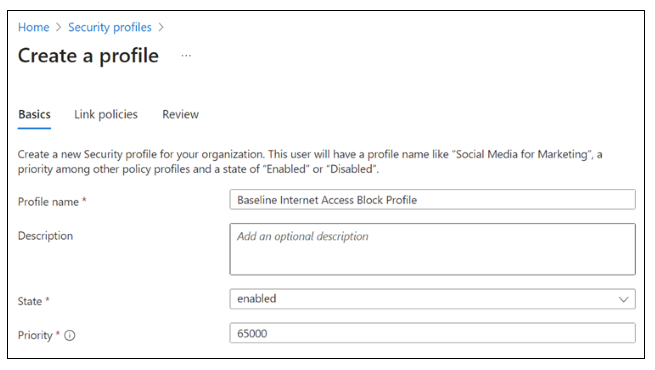 Home > Security profiles >
Create a profile ...
Basics Link policies Review
Create a new Security profile for your organization. This user will have a profile name like "Social Media for Marketing", a
priority among other policy profiles and a state of "Enabled" or "Disabled".
Profile name * Baseline Internet Access Block Profile
Description Add an optional description
State * enabled
Priority * 65000